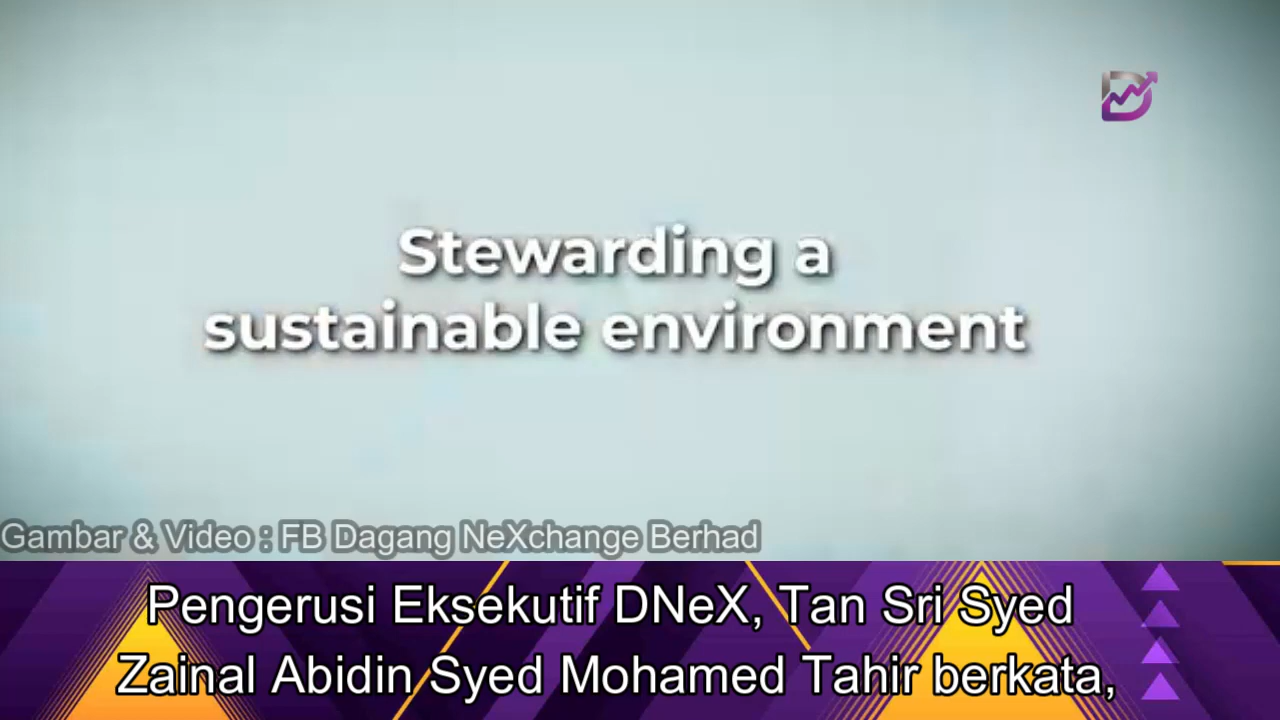 Stewarding a
sustainable environment
Gambar & Video : FB Dagang NeXchange Berhad
Pengerusi Eksekutif DNeX, Tan Sri Syed
Zainal Abidin Syed Mohamed Tahir berkata,